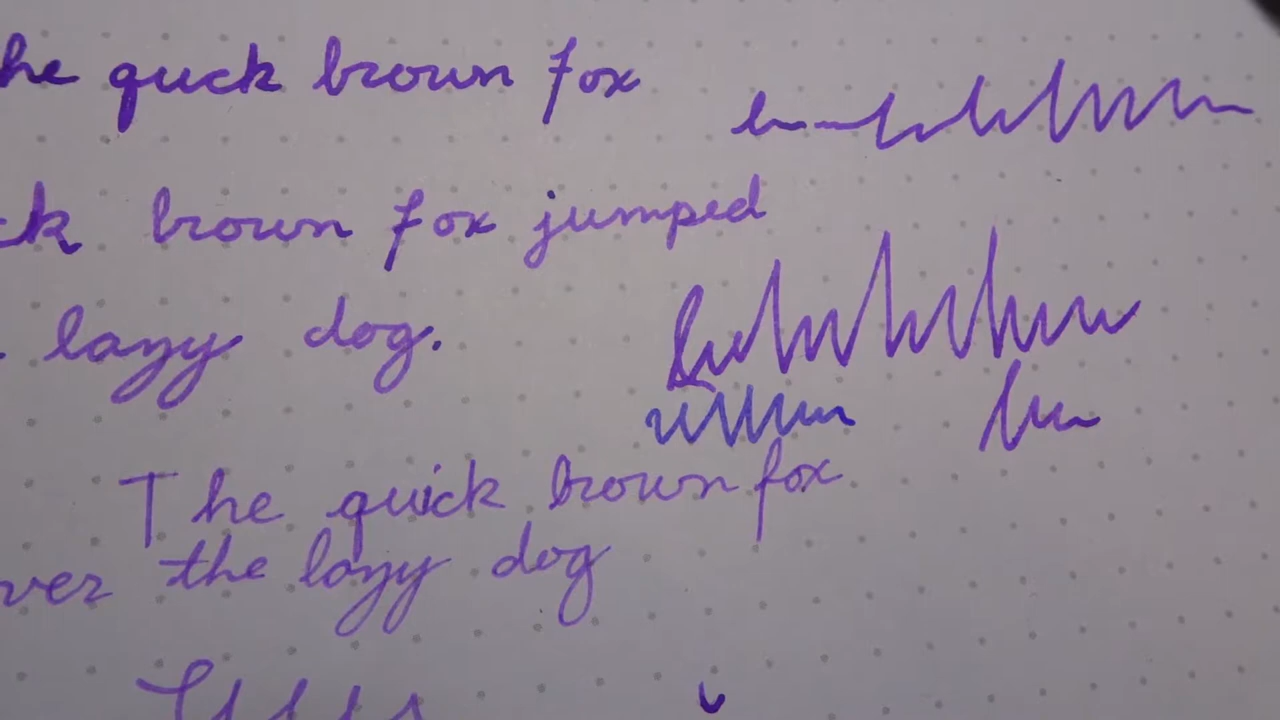 he quck brown fox
ck brown fox jumped
lazy dog.
The quick brown fox
ver the lazy dog